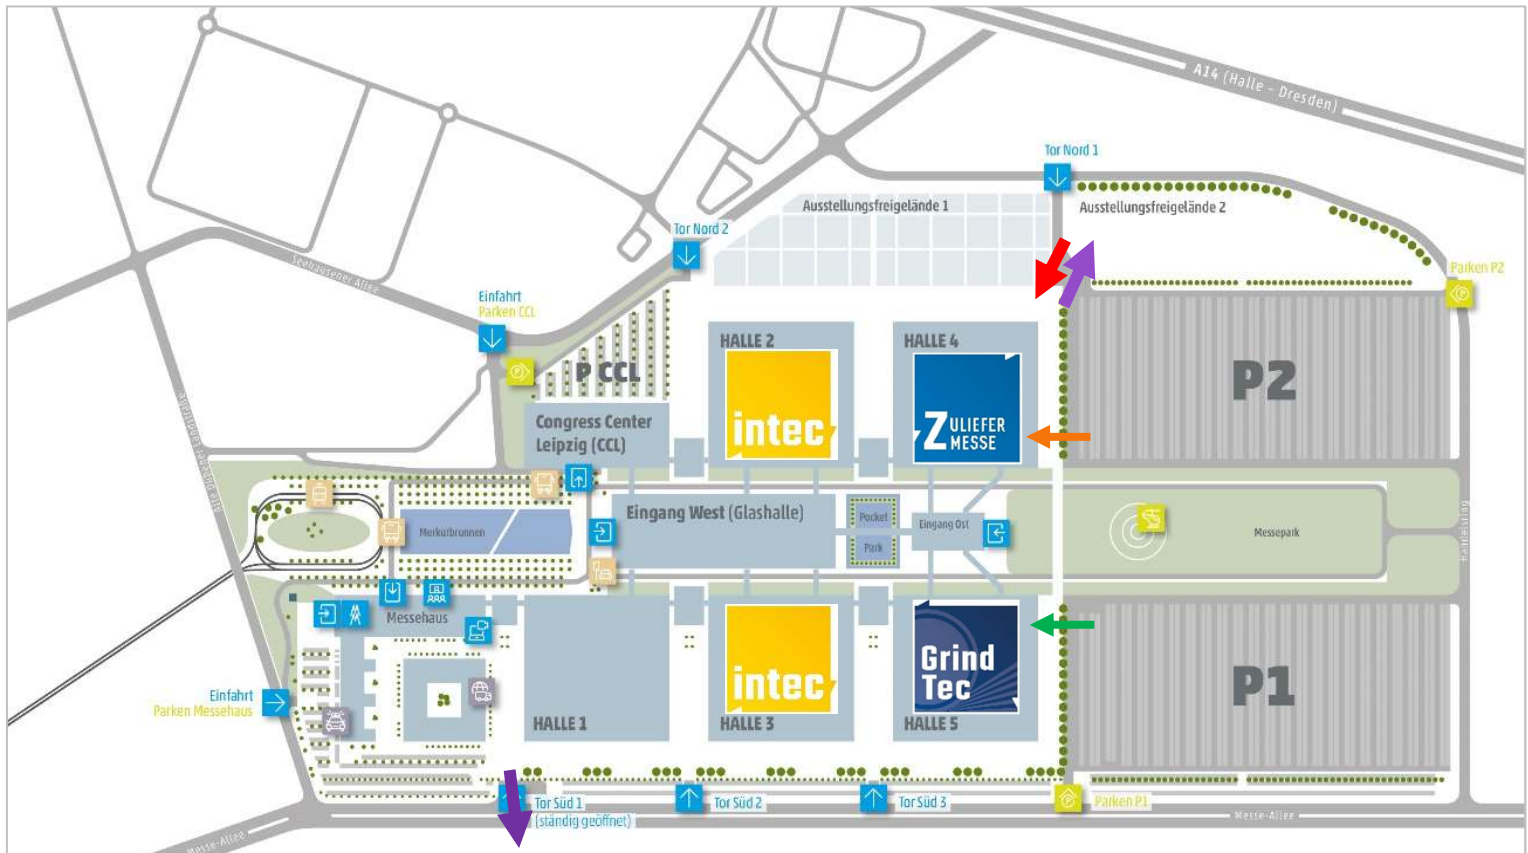 A14 (Halle - Dresden)
Tor Nord 1
Ausstellungsfreigelände 1
Ausstellungsfreigelände 2
Tor Nord 2
Seehausener Allee
Parken P2
Einfahrt
Parken CCL
HALLE 2
HALLE 4
P CCL
P2
intec
ZULIEFER
MESSE
Congress Center
Leipzig (CCL)
Eingang West (Glashalle)
Pocket
Park
Eingang Ost
Merkurbrunnen
Messepark
Handelsring
Messehaus
Grind
Tec
intec
P1
Einfahrt
Parken Messehaus
HALLE 1
HALLE 3
HALLE 5
Tor Süd 1
(ständig geöffnet)
Tor Süd 2
Tor Süd 3
Parken P1
Messe-Allee
Messe-Allee